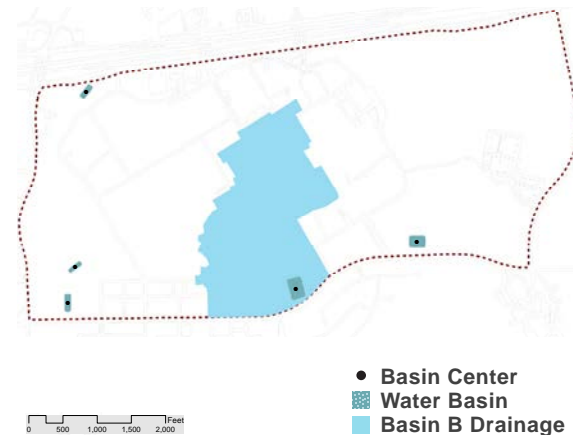 Basin Center
Water Basin
Basin B Drainage
Feet
0 500 1,000 1,500 2,000